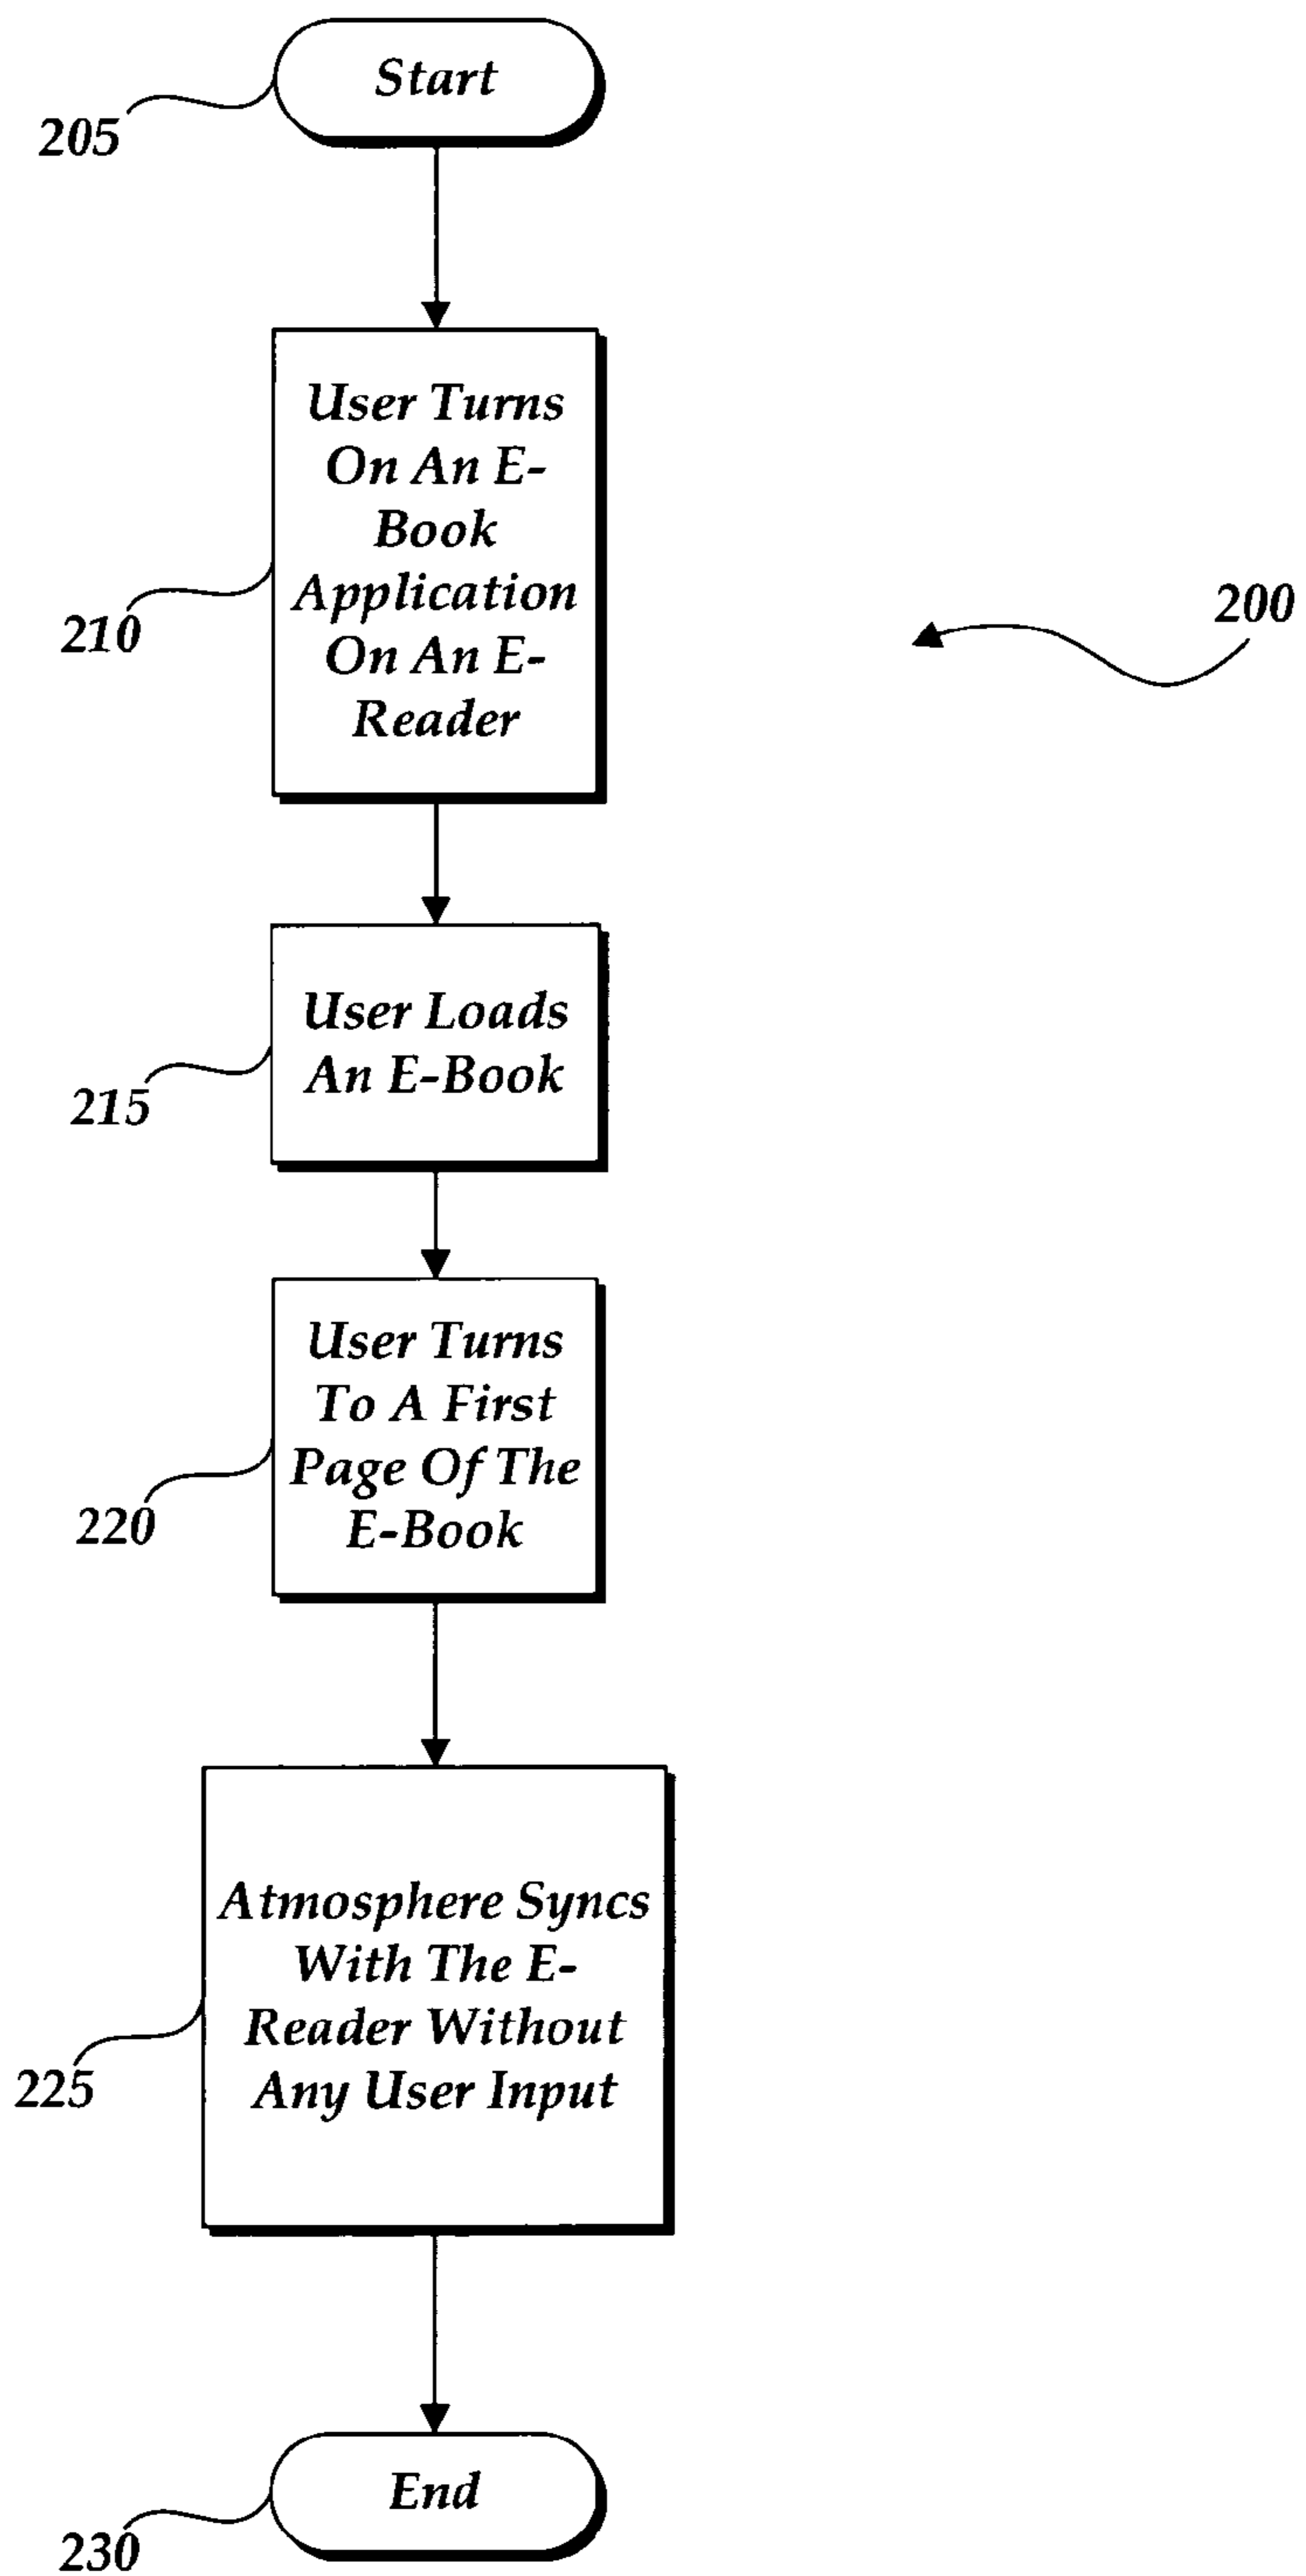 Start
205
User Turns
On An E-
Book
Application
On An E-
Reader
210
200
User Loads
An E-Book
215
User Turns
To A First
Page Of The
E-Book
220
Atmosphere Syncs
With The E-
Reader Without
Any User Input
225
End
230